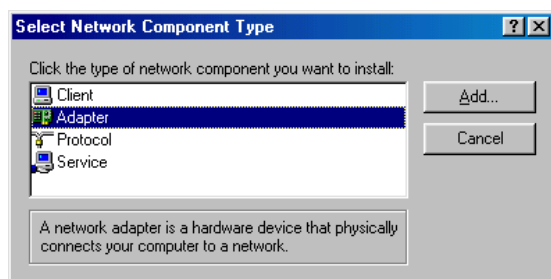 Select Network Component Type
Click the type of network component you want to install:
Client
Add...
Adapter
Protocol
Cancel
Service
A network adapter is a hardware device that physically
connects your computer to a network.